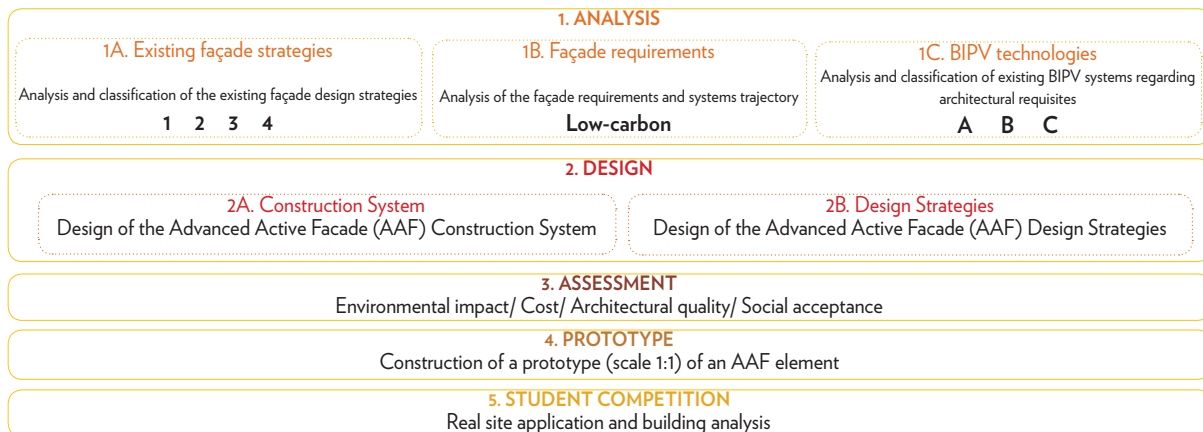 1. ANALYSIS
1A. Existing façade strategies
Analysis and classification of the existing façade design strategies
1 2 3 4
1B. Façade requirements
Analysis of the façade requirements and systems trajectory
Low-carbon
1C. BIPV technologies
Analysis and classification of existing BIPV systems regarding
architectural requisites
A B C
2. DESIGN
2A. Construction System
Design of the Advanced Active Facade (AAF) Construction System
2B. Design Strategies
Design of the Advanced Active Facade (AAF) Design Strategies
3. ASSESSMENT
Environmental impact/ Cost/ Architectural quality/ Social acceptance
4. PROTOTYPE
Construction of a prototype (scale 1:1) of an AAF element
5. STUDENT COMPETITION
Real site application and building analysis